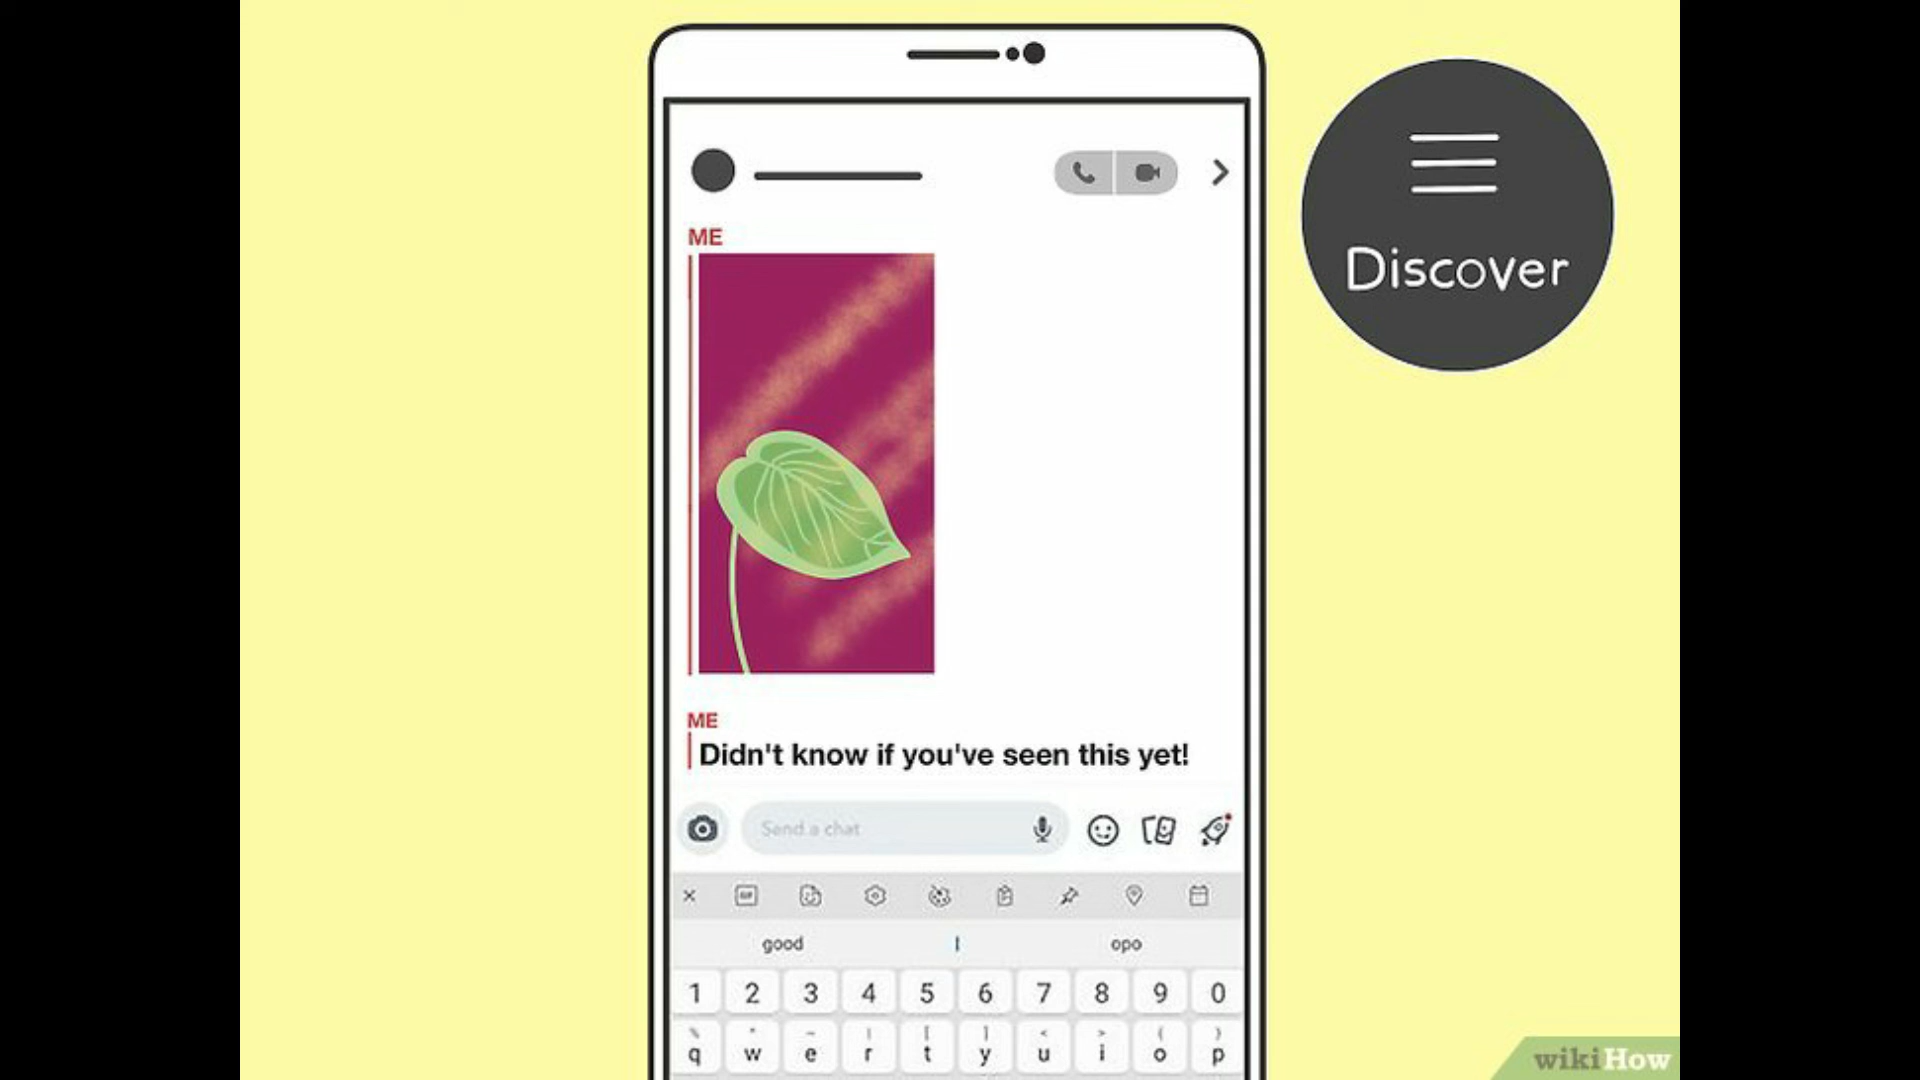 Discover
ME
ME
Didn't know if you've seen this yet!
Send a chat
GIF
good I opo
1 2 3 4 5 6 7 8 9 0
q w e r t y u i o p
wikiHow